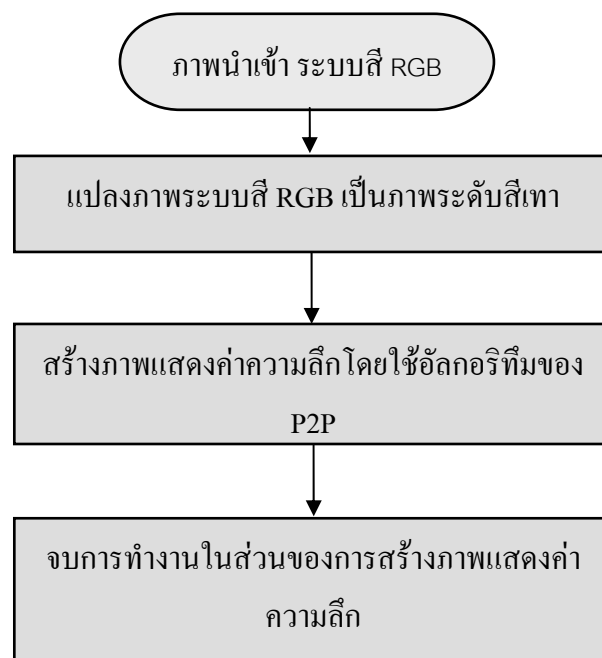 ภาพนำเข้า ระบบสี RGB
แปลงภาพระบบสี RGB เป็นภาพระดับสีเทา
สร้างภาพแสดงค่าความลึกโดยใช้อัลกอริทึมของ
P2P
จบการทำงานในส่วนของการสร้างภาพแสดงค่า
ความลึก